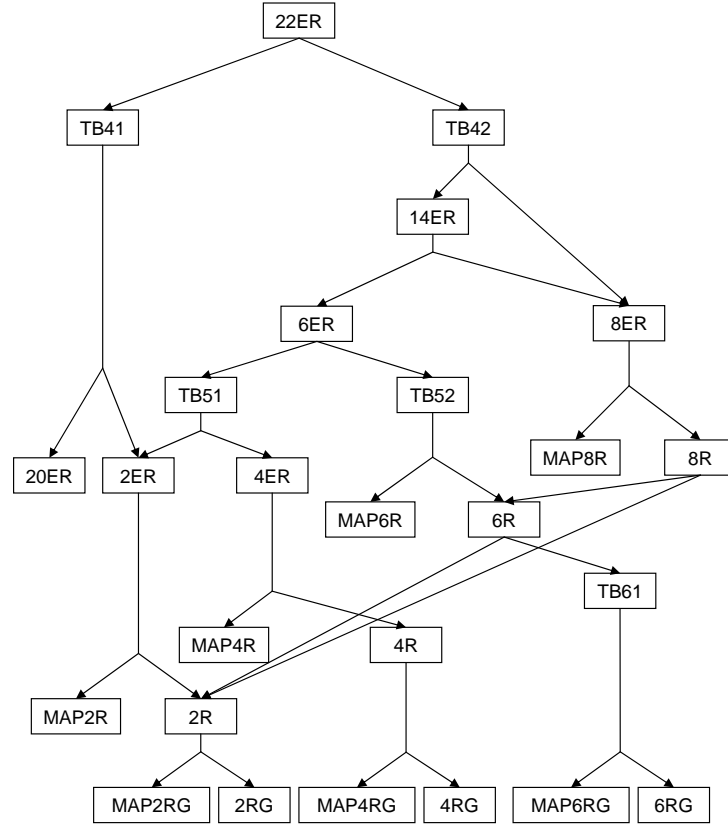 22ER
TB41
TB42
14ER
6ER
8ER
TB51
TB52
MAP8R
8R
20ER
2ER
4ER
MAP6R
6R
TB61
MAP4R
4R
MAP2R
2R
MAP2RG
2RG
MAP4RG
4RG
MAP6RG
6RG